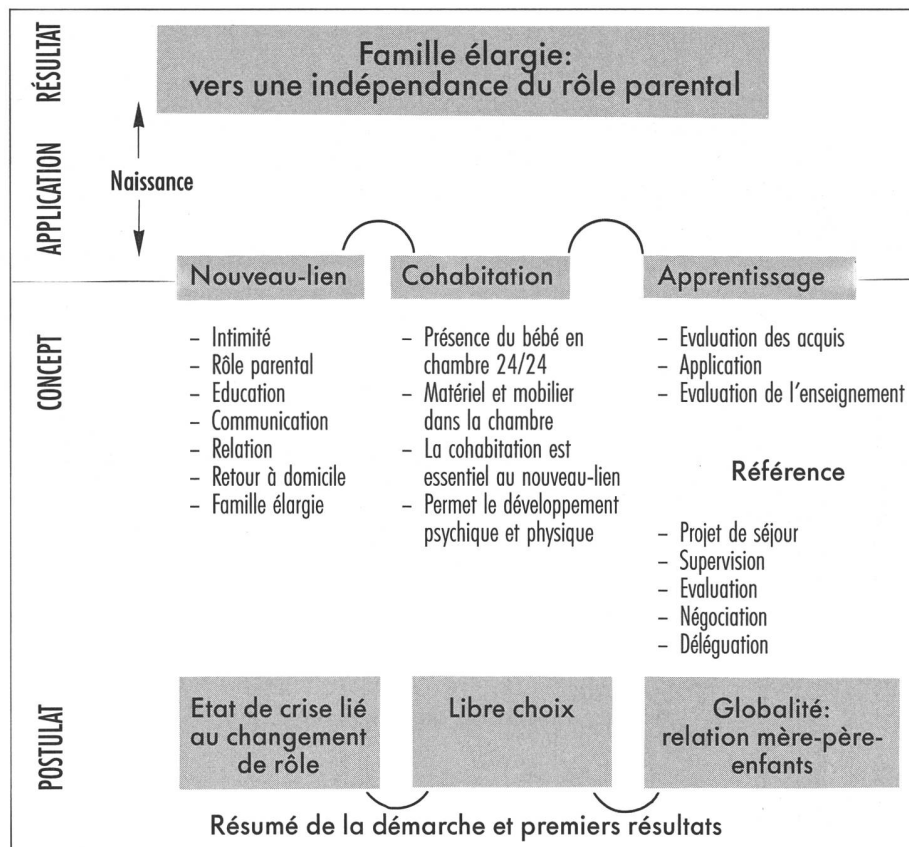 RÉSULTAT
Famille élargie:
vers une indépendance du rôle parental
APPLICATION
Naissance
Nouveau-lien
Cohabitation
Apprentissage
CONCEPT
– Intimité
– Rôle parental
– Education
– Communication
– Relation
– Retour à domicile
– Famille élargie
– Présence du bébé en
chambre 24/24
– Matériel et mobilier
dans la chambre
– La cohabitation est
essentiel au nouveau-lien
– Permet le développement
psychique et physique
– Evaluation des acquis
– Application
– Evaluation de l'enseignement
Référence
– Projet de séjour
– Supervision
– Evaluation
– Négociation
– Déléguation
POSTULAT
Etat de crise lié
au changement
de rôle
Libre choix
Globalité:
relation mère-père-
enfants
Résumé de la démarche et premiers résultats